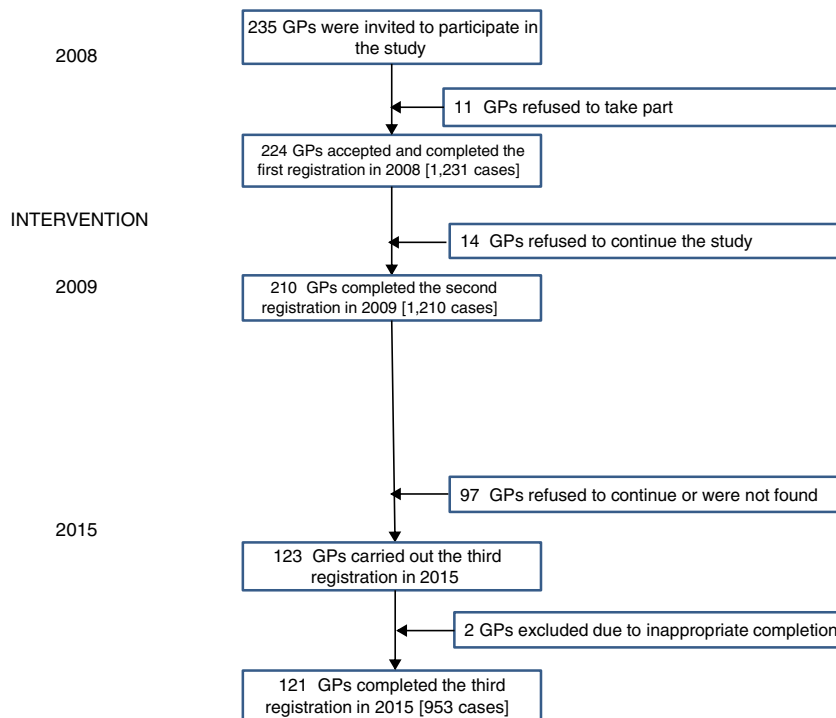 235 GPs were invited to participate in
the study
2008
11 GPs refused to take part
224 GPs accepted and completed the
first registration in 2008 [1,231 cases]
INTERVENTION
14 GPs refused to continue the study
2009
210 GPs completed the second
registration in 2009 [1,210 cases]
97 GPs refused to continue or were not found
2015
123 GPs carried out the third
registration in 2015
2 GPs excluded due to inappropriate completion
121 GPs completed the third
registration in 2015 [953 cases]